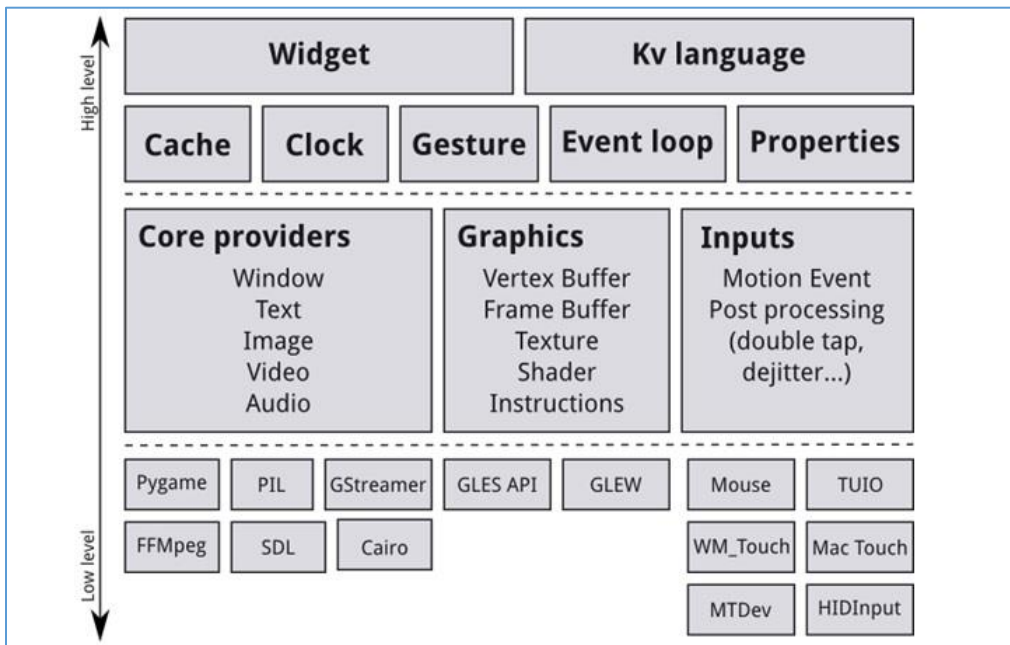 High level
Widget
Kv language
Cache
Clock
Gesture
Event loop
Properties
Core providers
Window
Text
Image
Video
Audio
Graphics
Vertex Buffer
Frame Buffer
Texture
Shader
Instructions
Inputs
Motion Event
Post processing
(double tap,
dejitter...)
Low level
Pygame
PIL
GStreamer
GLES API
GLEW
Mouse
TUIO
FFMpeg
SDL
Cairo
WM_Touch
Mac Touch
MTDev
HIDInput